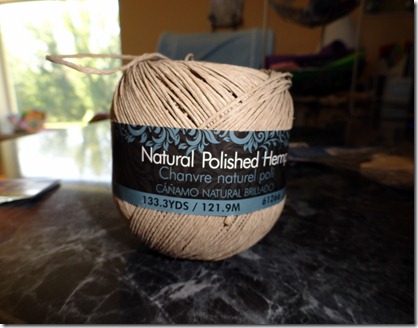 Natural Polished Hemp
Chanvre naturel poli
CÁÑAMO NATURAL BRILLADO
133.3YDS / 121.9M